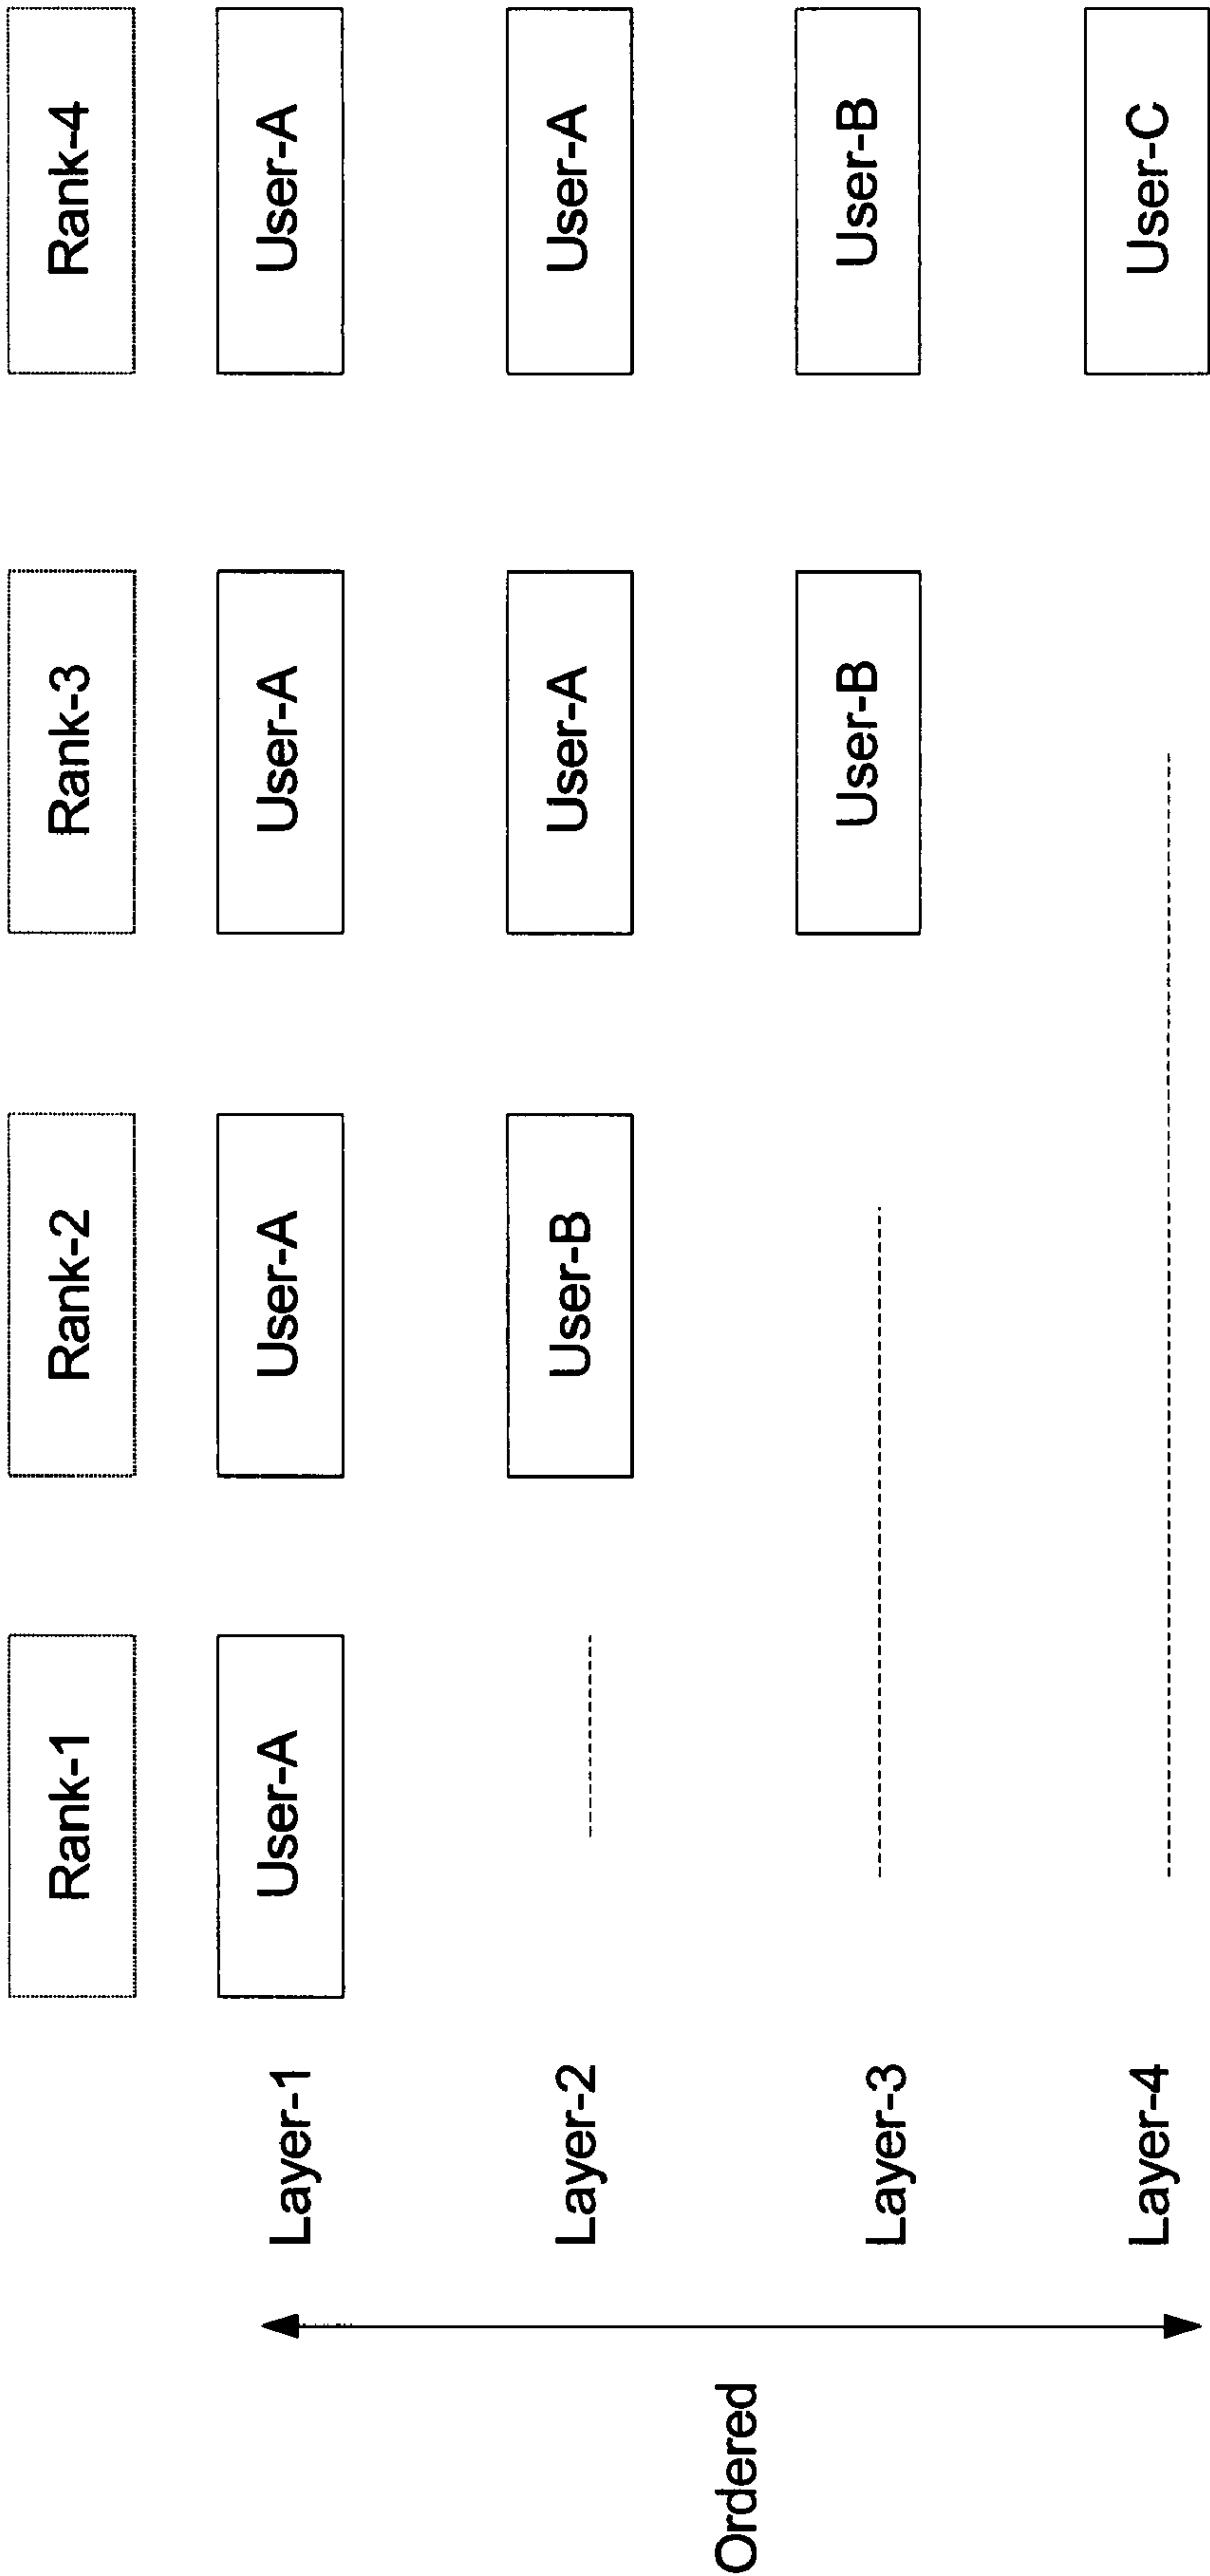 Rank-1 Rank-2 Rank-3 Rank-4
Layer-1 User-A User-A User-A User-A
Layer-2 User-B User-A User-A
Ordered
Layer-3 User-B User-B
Layer-4 User-C